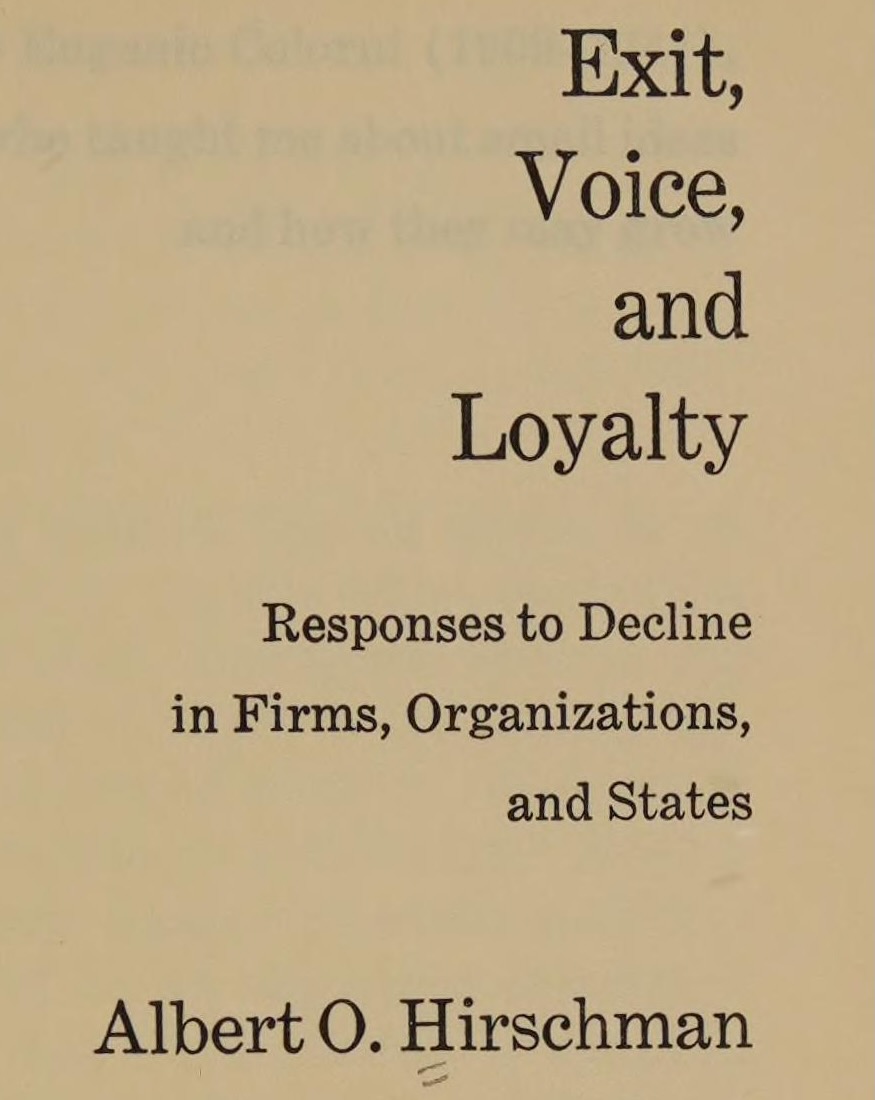 Exit,
Voice,
and
Loyalty
Responses to Decline
in Firms, Organizations,
and States
Albert O. Hirschman